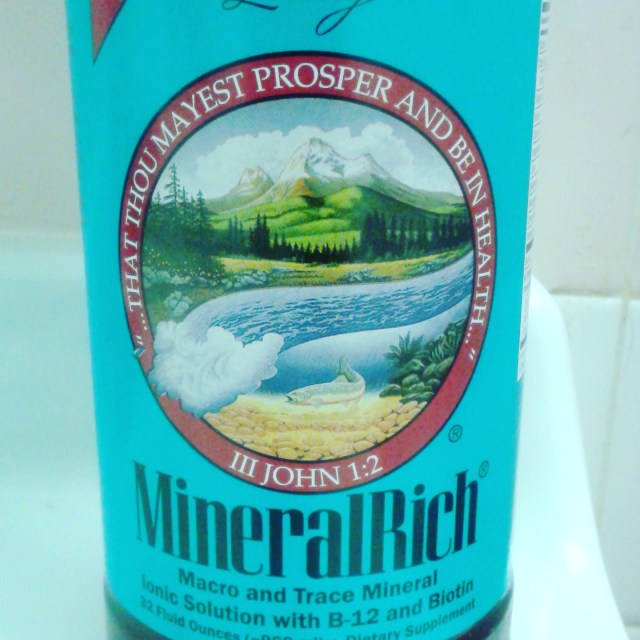 "...THAT THOU MAYEST PROSPER AND BE IN HEALTH..."
III JOHN 1:2
®
MineralRich®
Macro and Trace Mineral
Ionic Solution with B-12 and Biotin
32 Fluid Ounces Dietary Supplement